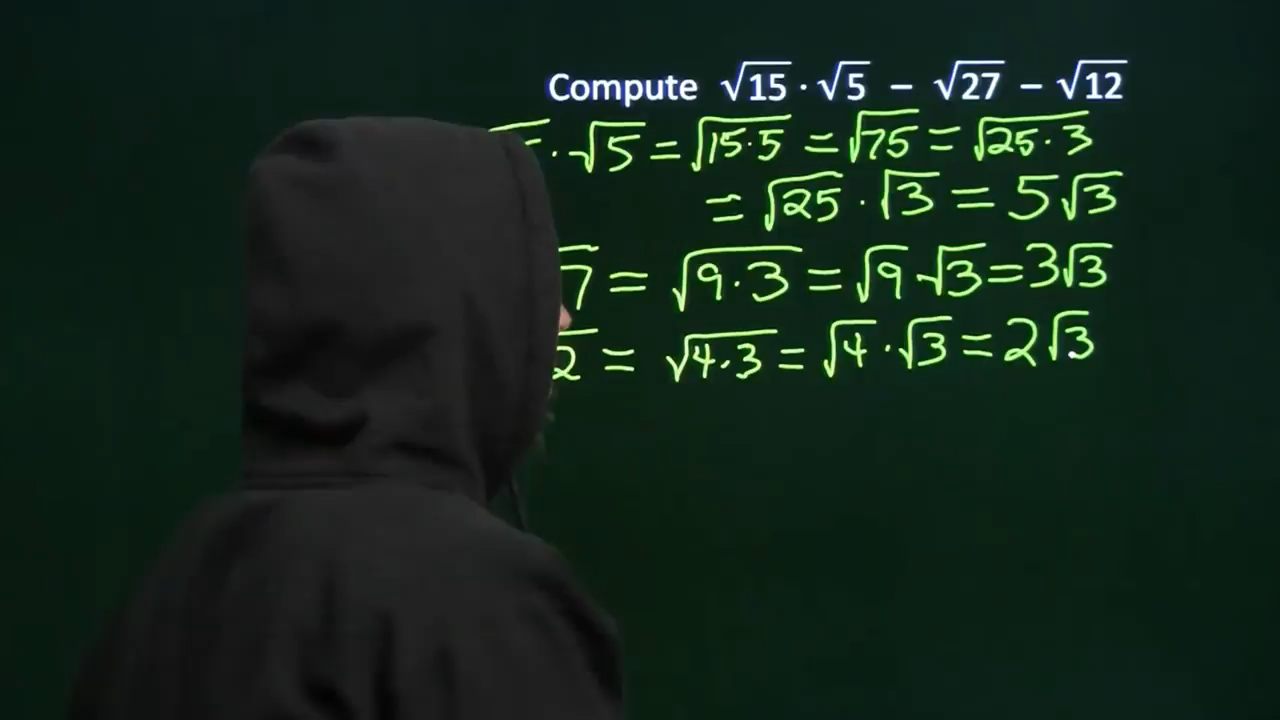 Compute √15 · √5 − √27 − √12
· √5 = √15·5 = √75 = √25·3
= √25 · √3 = 5√3
7 = √9·3 = √9 · √3 = 3√3
2 = √4·3 = √4 · √3 = 2√3